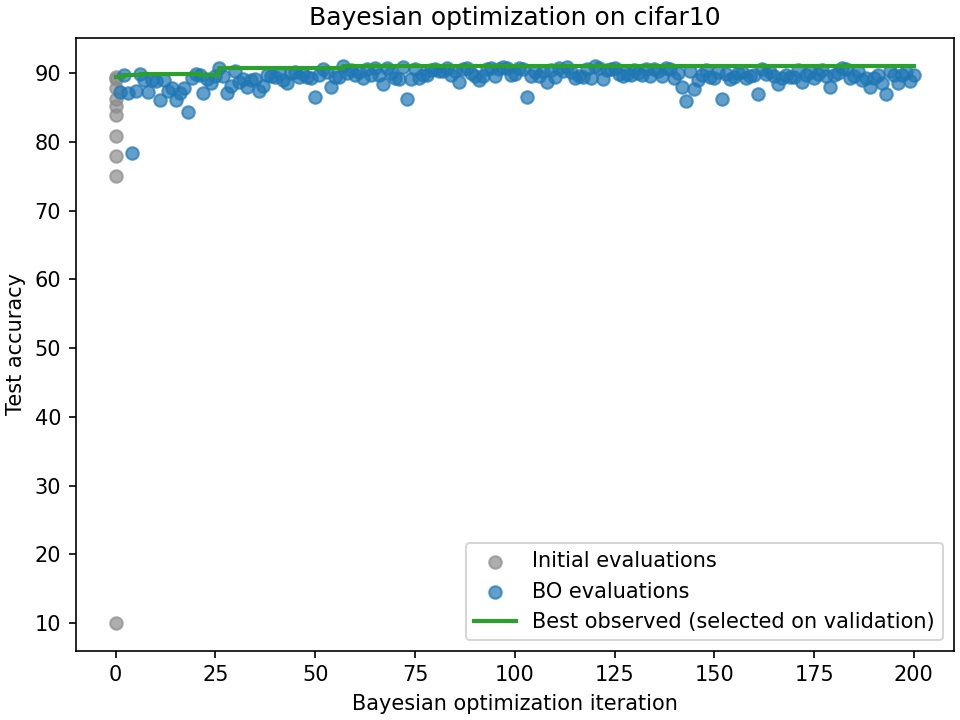 Bayesian optimization on cifar10
Test accuracy
90
80
70
60
50
40
30
20
10
Initial evaluations
BO evaluations
Best observed (selected on validation)
0 25 50 75 100 125 150 175 200
Bayesian optimization iteration